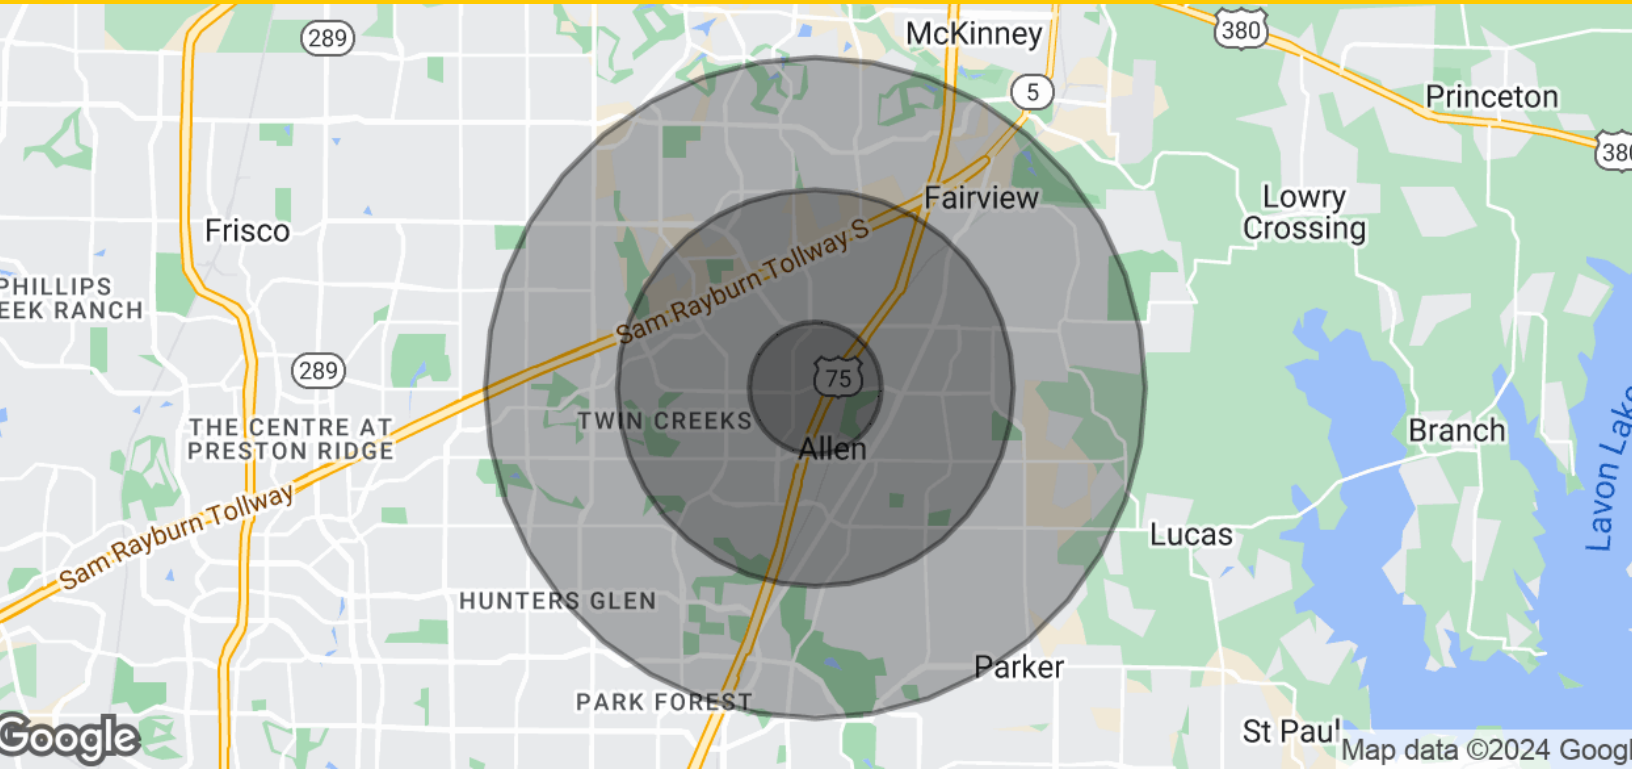 289
McKinney
380
5
Princeton
380
Fairview
Lowry
Crossing
Frisco
Sam Rayburn Tollway S
PHILLIPS
EEK RANCH
289
75
TWIN CREEKS
THE CENTRE AT
PRESTON RIDGE
Allen
Branch
Lavon Lake
Sam Rayburn Tollway
Lucas
HUNTERS GLEN
Parker
PARK FOREST
St Paul
Google
Map data ©2024 Googl